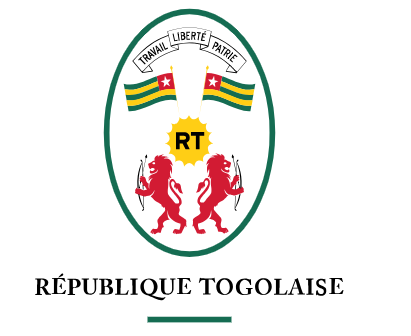 TRAVAIL LIBERTÉ PATRIE
RT
RÉPUBLIQUE TOGOLAISE